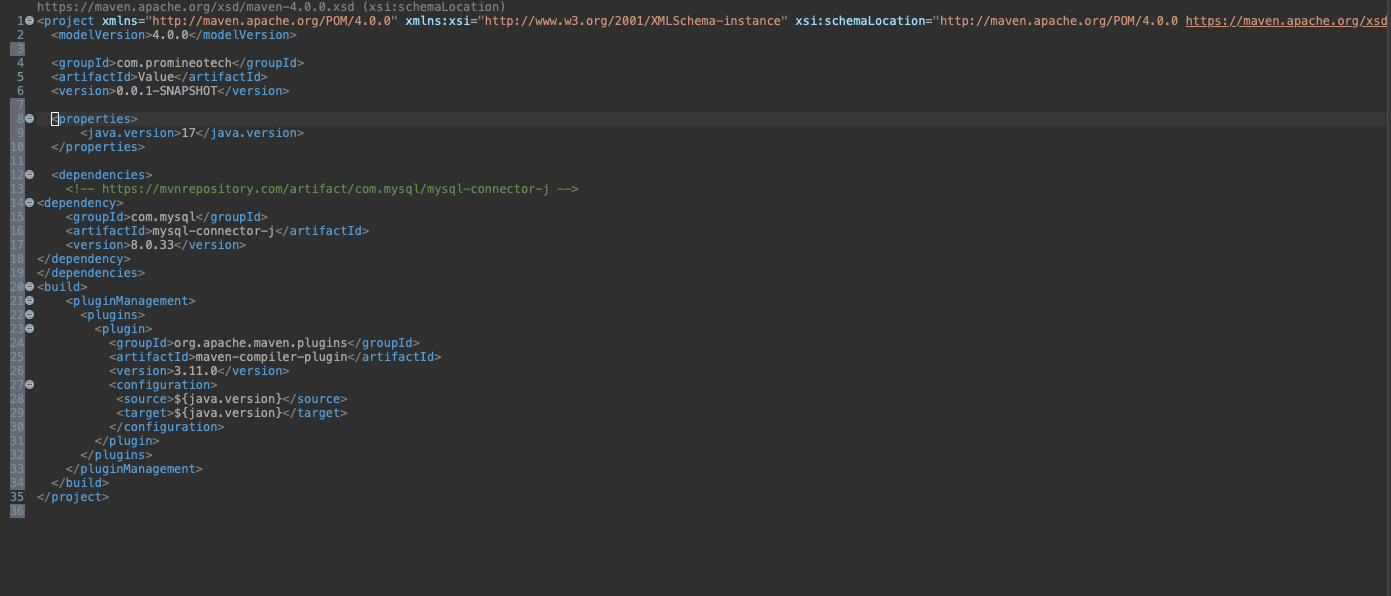 https://maven.apache.org/xsd/maven-4.0.0.xsd (xsi:schemaLocation)
1 <project xmlns="http://maven.apache.org/POM/4.0.0" xmlns:xsi="http://www.w3.org/2001/XMLSchema-instance" xsi:schemaLocation="http://maven.apache.org/POM/4.0.0 https://maven.apache.org/xsd
2   <modelVersion>4.0.0</modelVersion>
3
4   <groupId>com.promineotech</groupId>
5   <artifactId>Value</artifactId>
6   <version>0.0.1-SNAPSHOT</version>
7
8   <properties>
9       <java.version>17</java.version>
10   </properties>
11
12   <dependencies>
13     <!-- https://mvnrepository.com/artifact/com.mysql/mysql-connector-j -->
14 <dependency>
15     <groupId>com.mysql</groupId>
16     <artifactId>mysql-connector-j</artifactId>
17     <version>8.0.33</version>
18 </dependency>
19 </dependencies>
20 <build>
21     <pluginManagement>
22       <plugins>
23         <plugin>
24           <groupId>org.apache.maven.plugins</groupId>
25           <artifactId>maven-compiler-plugin</artifactId>
26           <version>3.11.0</version>
27           <configuration>
28            <source>${java.version}</source>
29            <target>${java.version}</target>
30           </configuration>
31         </plugin>
32       </plugins>
33     </pluginManagement>
34   </build>
35 </project>
36